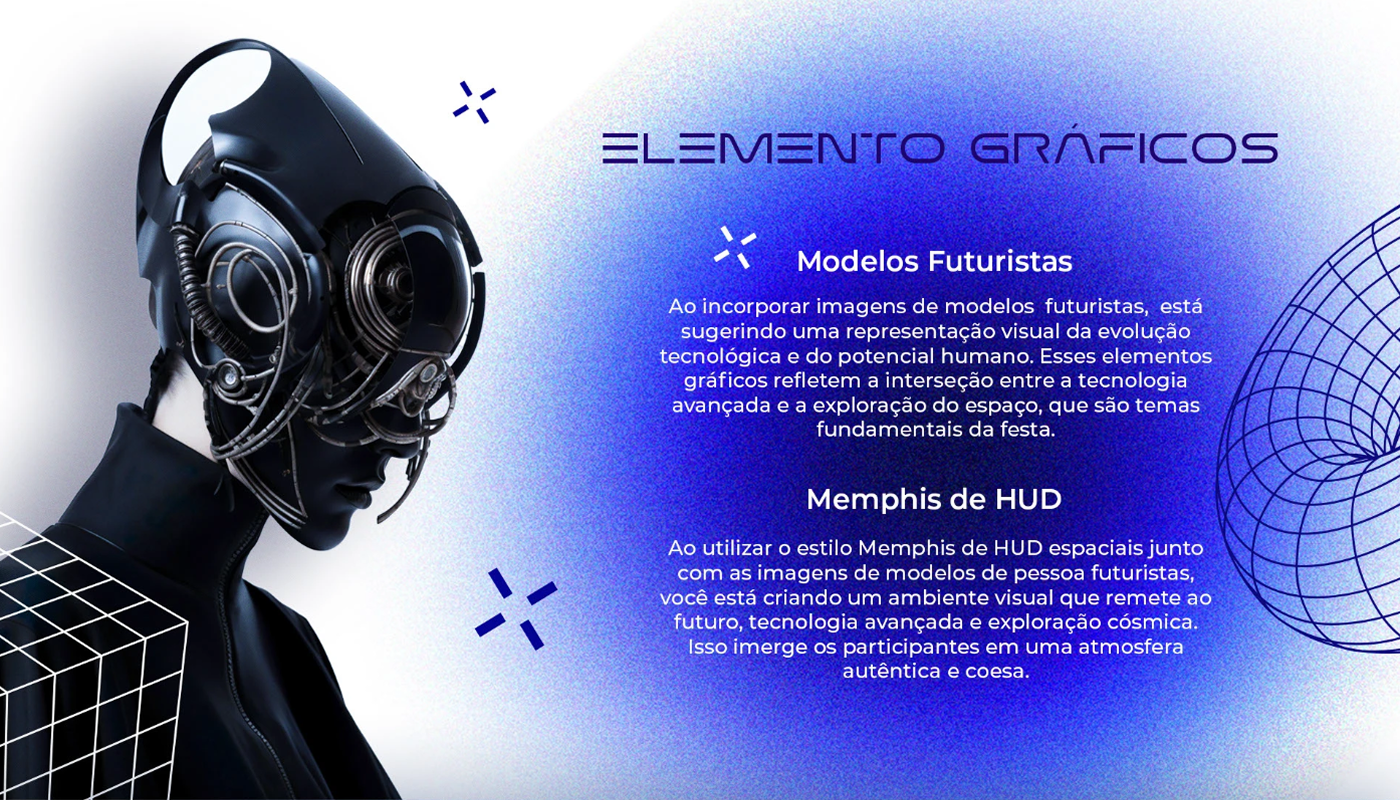 ELEMENTO GRÁFICOS
Modelos Futuristas
Ao incorporar imagens de modelos futuristas, está
sugerindo uma representação visual da evolução
tecnológica e do potencial humano. Esses elementos
gráficos refletem a interseção entre a tecnologia
avançada e a exploração do espaço, que são temas
fundamentais da festa.
Memphis de HUD
Ao utilizar o estilo Memphis de HUD espaciais junto
com as imagens de modelos de pessoa futuristas,
você está criando um ambiente visual que remete ao
futuro, tecnologia avançada e exploração cósmica.
Isso imerge os participantes em uma atmosfera
autêntica e coesa.